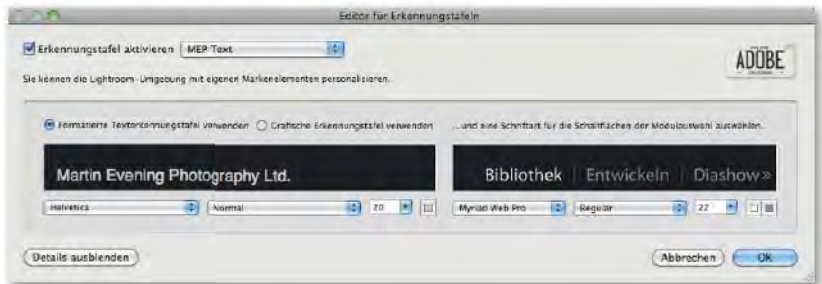 Editor für Erkennungstafeln
Erkennungstafel aktivieren MEP Text
ADOBE
Sie können die Lightroom-Umgebung mit eigenen Markenelementen personalisieren.
Formatierte Texterkennungstafel verwenden Grafische Erkennungstafel verwenden ...und eine Schriftart für die Schaltflächen der Modulauswahl auswählen.
Martin Evening Photography Ltd. Bibliothek | Entwickeln | Diashow »
Helvetica Normal 20 Myriad Web Pro Regular 22
Details ausblenden Abbrechen OK